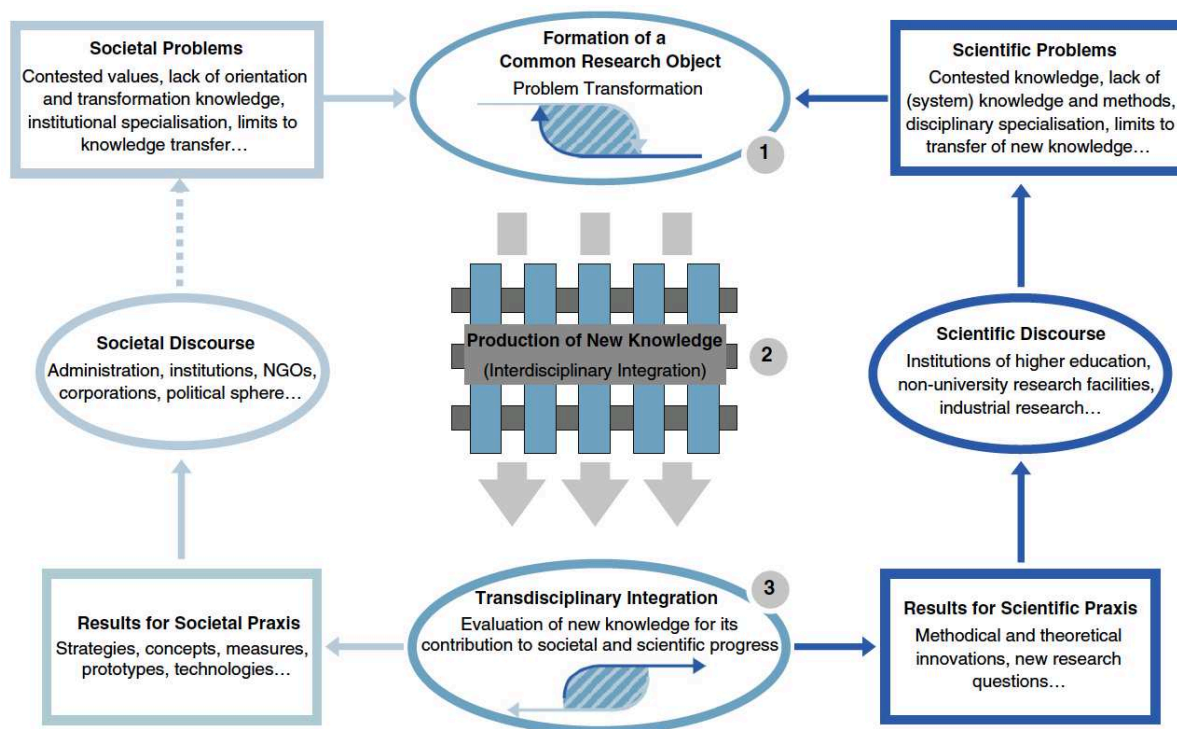 Societal Problems
Contested values, lack of orientation
and transformation knowledge,
institutional specialisation, limits to
knowledge transfer…
Formation of a
Common Research Object
Problem Transformation
1
Scientific Problems
Contested knowledge, lack of
(system) knowledge and methods,
disciplinary specialisation, limits to
transfer of new knowledge…
Societal Discourse
Administration, institutions, NGOs,
corporations, political sphere…
Production of New Knowledge
(Interdisciplinary Integration)
2
Scientific Discourse
Institutions of higher education,
non-university research facilities,
industrial research…
Results for Societal Praxis
Strategies, concepts, measures,
prototypes, technologies…
Transdisciplinary Integration
Evaluation of new knowledge for its
contribution to societal and scientific progress
3
Results for Scientific Praxis
Methodical and theoretical
innovations, new research
questions…